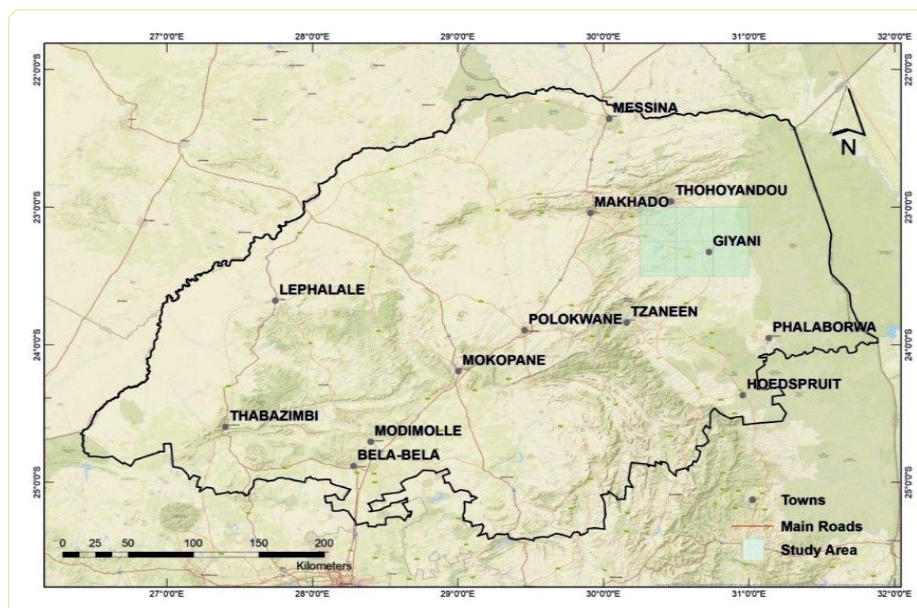 27°0'0"E 28°0'0"E 29°0'0"E 30°0'0"E 31°0'0"E 32°0'0"E
22°0'0"S 22°0'0"S
MESSINA
N
THOHOYANDOU
MAKHADO
23°0'0"S 23°0'0"S
GIYANI
LEPHALALE
POLOKWANE
TZANEEN
PHALABORWA
24°0'0"S 24°0'0"S
MOKOPANE
HOEDSPRUIT
THABAZIMBI
MODIMOLLE
BELA-BELA
25°0'0"S 25°0'0"S
Towns
Main Roads
Study Area
0 25 50 100 150 200
Kilometers
27°0'0"E 28°0'0"E 29°0'0"E 30°0'0"E 31°0'0"E 32°0'0"E